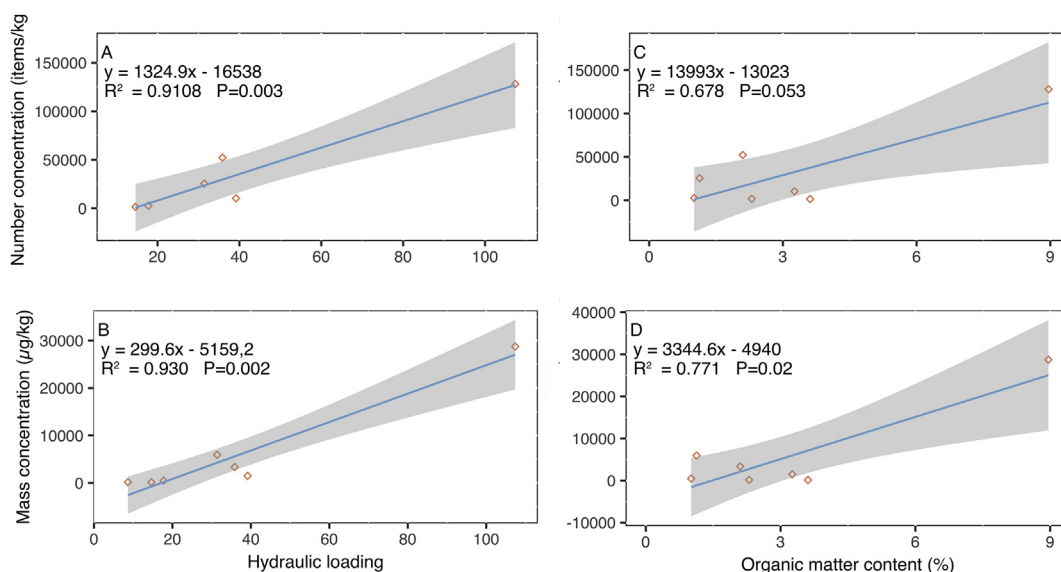 Number concentration (items/kg)
A
y = 1324.9x - 16538
R² = 0.9108 P=0.003
150000
100000
50000
0
20
40
60
80
100
C
y = 13993x - 13023
R² = 0.678 P=0.053
150000
100000
50000
0
0
3
6
9
Mass concentration (µg/kg)
B
y = 299.6x - 5159,2
R² = 0.930 P=0.002
30000
20000
10000
0
0
20
40
60
80
100
Hydraulic loading
D
y = 3344.6x - 4940
R² = 0.771 P=0.02
40000
30000
20000
10000
0
-10000
0
3
6
9
Organic matter content (%)